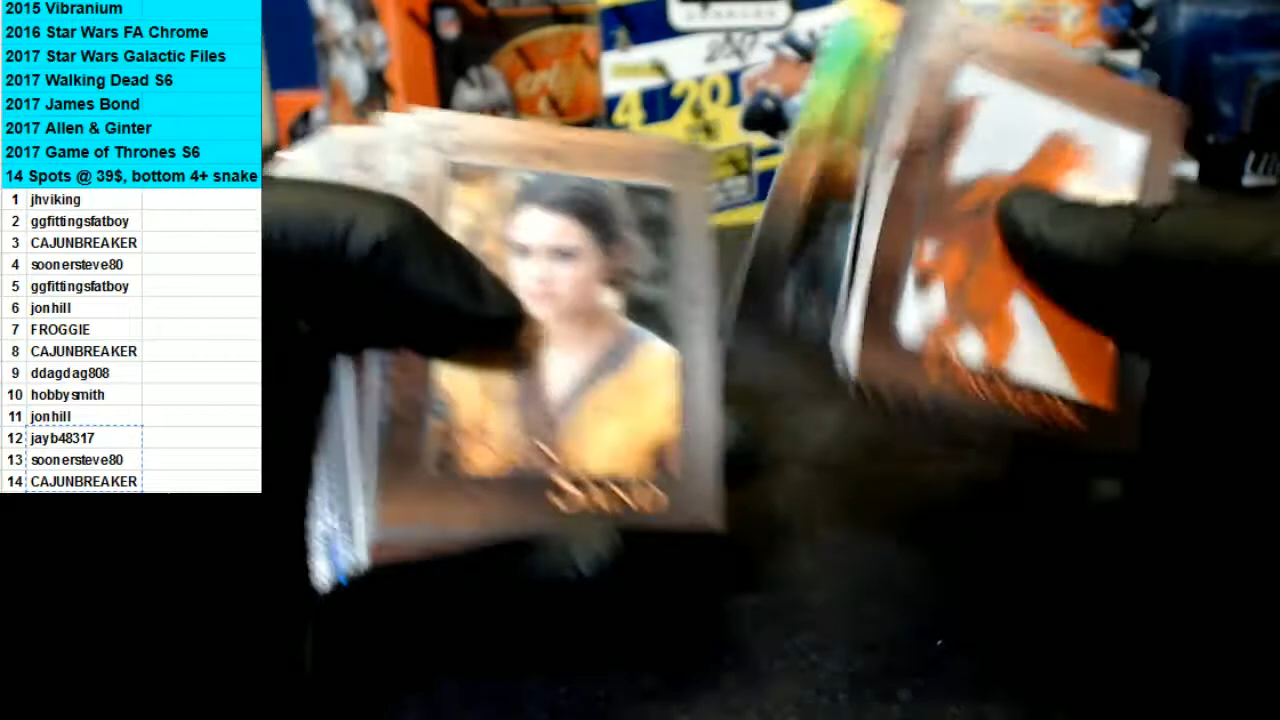 2015 Vibranium
2016 Star Wars FA Chrome
2017 Star Wars Galactic Files
2017 Walking Dead S6
2017 James Bond
2017 Allen & Ginter
2017 Game of Thrones S6
14 Spots @ 39$, bottom 4+ snake
1 jhviking
2 ggfittingsfatboy
3 CAJUNBREAKER
4 soonersteve80
5 ggfittingsfatboy
6 jonhill
7 FROGGIE
8 CAJUNBREAKER
9 ddagdag808
10 hobbysmith
11 jonhill
12 jayb48317
13 soonersteve80
14 CAJUNBREAKER
4 20